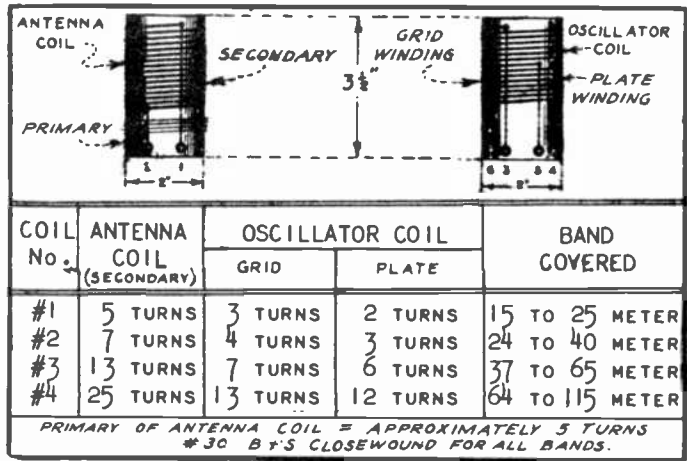 ANTENNA COIL
SECONDARY
PRIMARY
2 1
2"
3 1/2"
GRID WINDING
OSCILLATOR COIL
PLATE WINDING
6 3 5 4
2"
COIL No. ANTENNA COIL (SECONDARY) OSCILLATOR COIL BAND COVERED
GRID PLATE
#1 5 TURNS 3 TURNS 2 TURNS 15 TO 25 METER
#2 7 TURNS 4 TURNS 3 TURNS 24 TO 40 METER
#3 13 TURNS 7 TURNS 6 TURNS 37 TO 65 METER
#4 25 TURNS 13 TURNS 12 TURNS 64 TO 115 METER
PRIMARY OF ANTENNA COIL = APPROXIMATELY 5 TURNS
#30 B+S CLOSEWOUND FOR ALL BANDS.